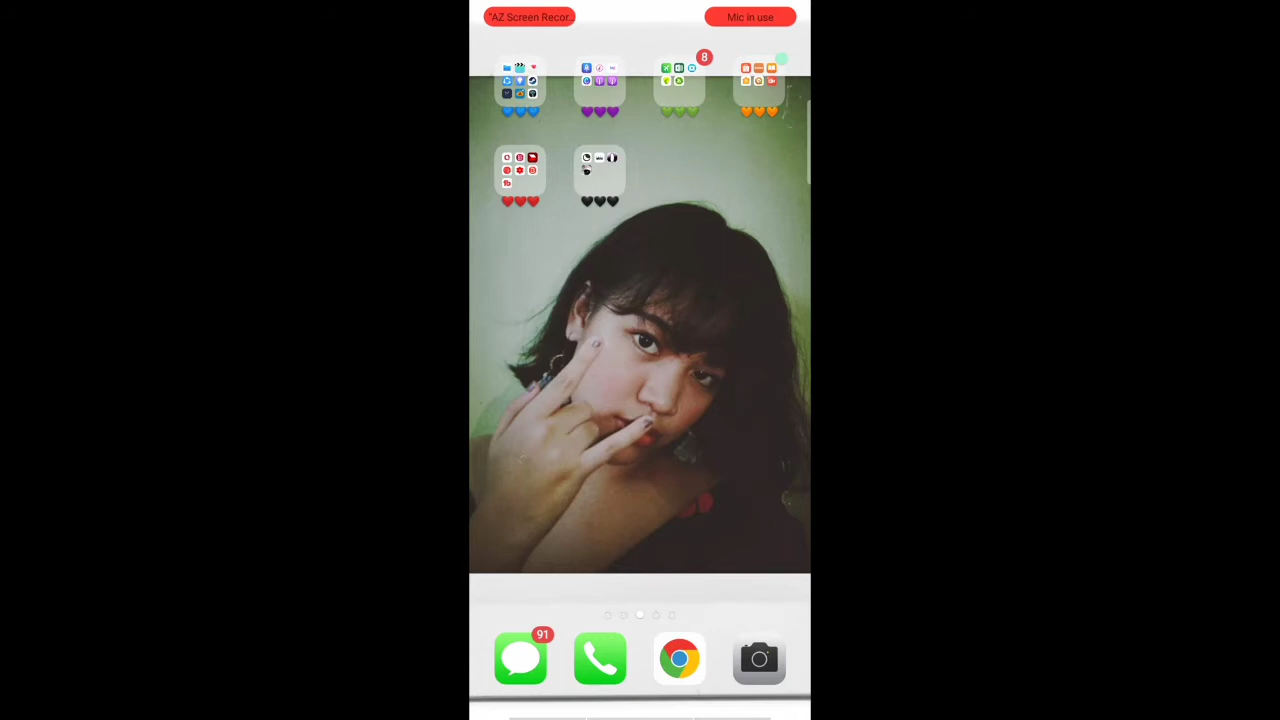 "AZ Screen Recor... Mic in use
8
💙💙💙 💜💜💜 💚💚💚 🧡🧡🧡
❤️❤️❤️ 🖤🖤🖤
91